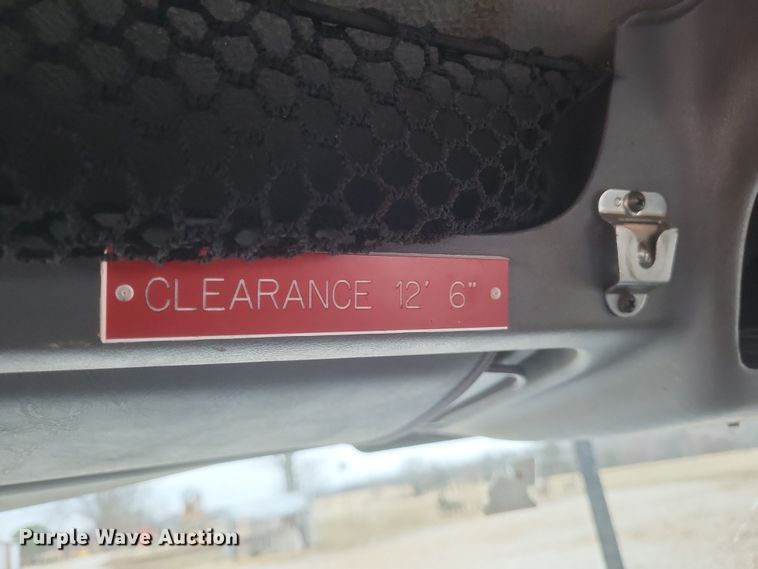 CLEARANCE 12' 6"
Purple Wave Auction